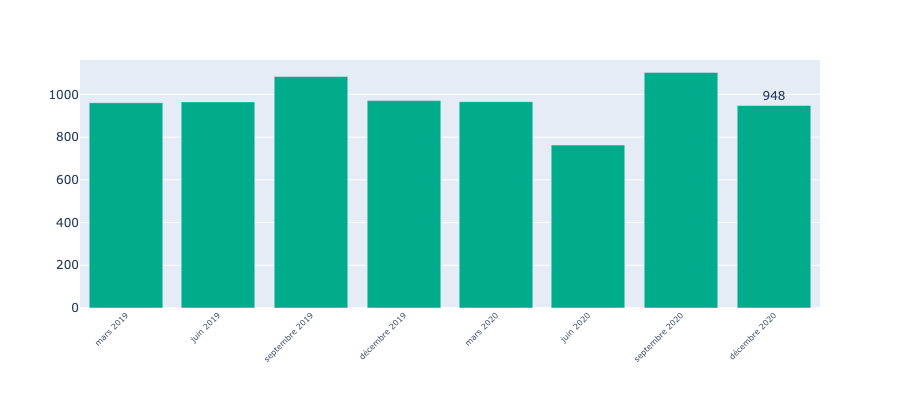 1000
800
600
400
200
0
948
mars 2019
juin 2019
septembre 2019
décembre 2019
mars 2020
juin 2020
septembre 2020
décembre 2020